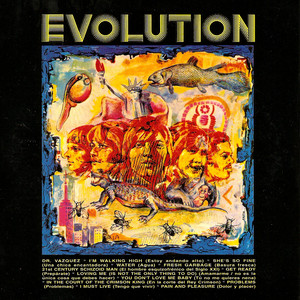 EVOLUTION
DR. VAZQUEZ - I'M WALKING HIGH (Estoy andando alto) - SHE'S SO FINE
(Una chica encantadora) - WATER (Agua) - FRESH GARBAGE (Basura fresca)
21st CENTURY SCHIZOID MAN (El hombre esquizofrénico del Siglo XXI) - GET READY
(Prepárate) - LOVING ME (IS NOT THE ONLY THING TO DO) (Amándome / no es la
única cosa que debes hacer) - YOU DON'T LOVE ME BABY (Tú no me quieres nena)
- IN THE COURT OF THE CRIMSON KING (En la corte del Rey Crimson) - PROBLEMS
(Problemas) - I JUST LIVE (Tengo que vivir) - PAIN AND PLEASURE (Dolor y placer)